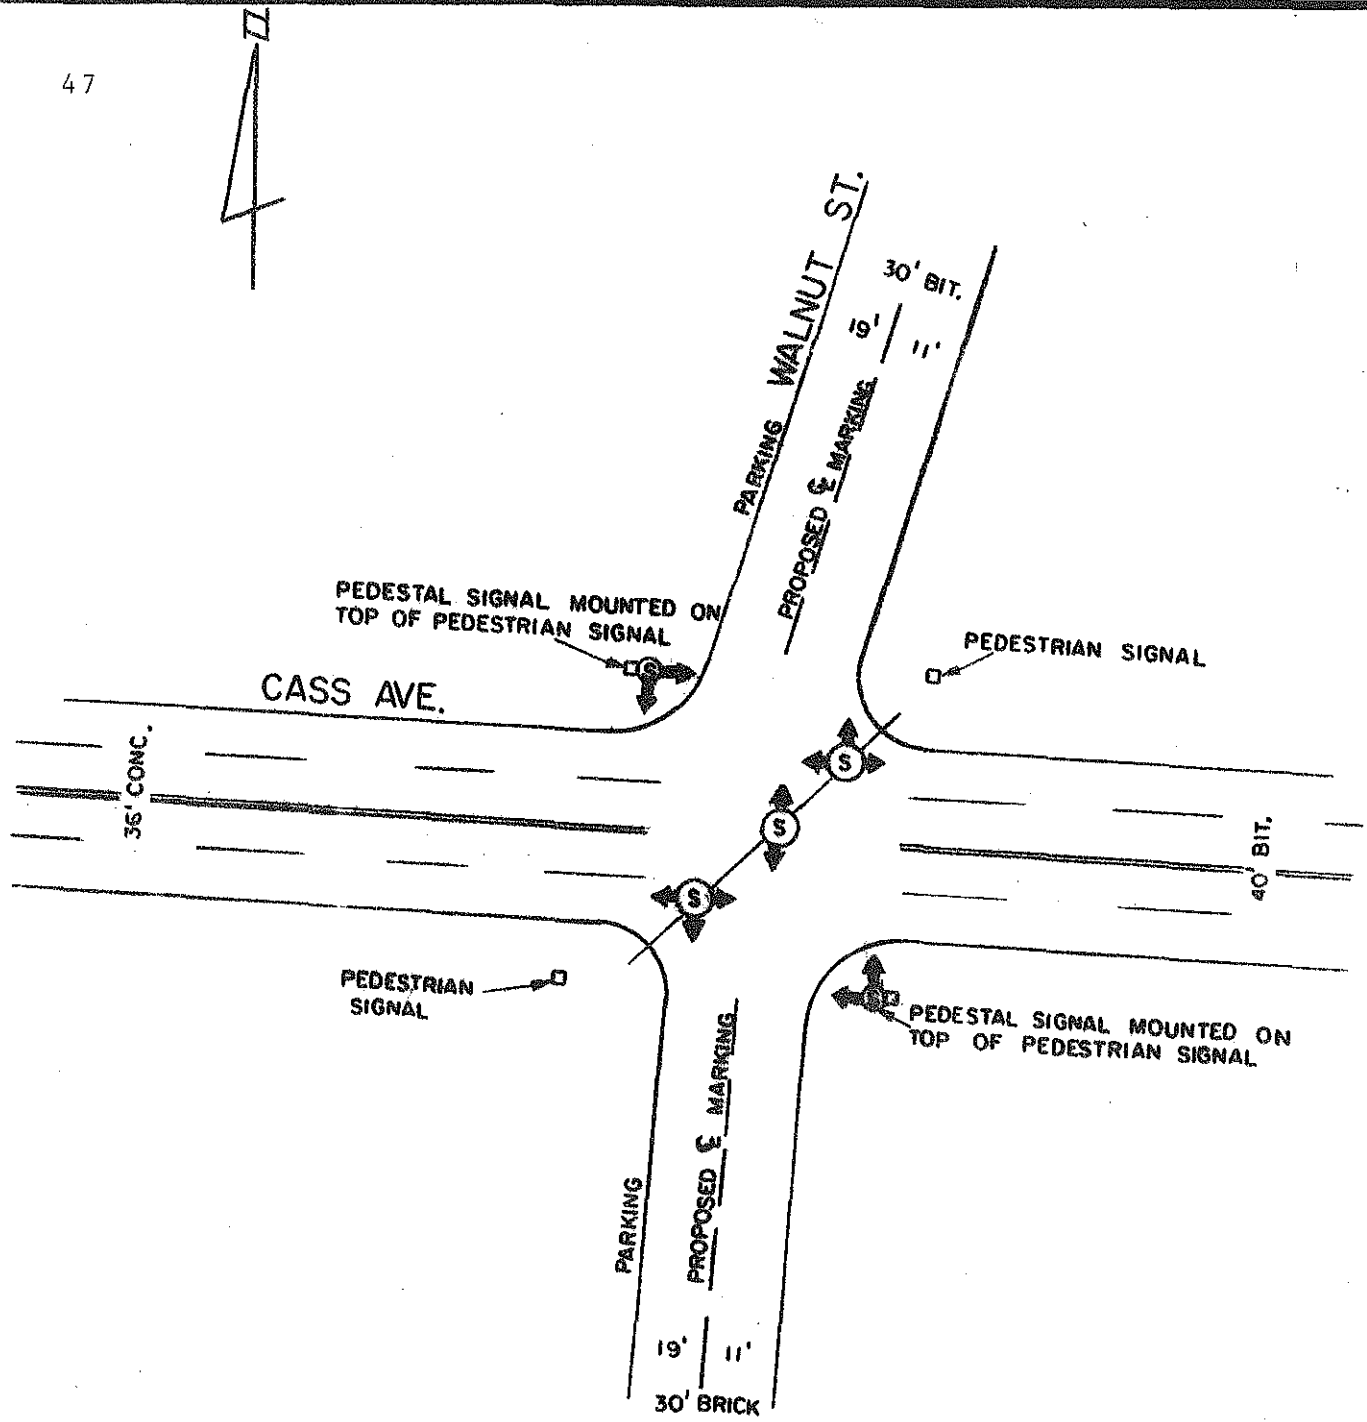 N
47
WALNUT ST.
30' BIT.
19'
11'
PARKING
PROPOSED ℄ MARKING
PEDESTAL SIGNAL MOUNTED ON
TOP OF PEDESTRIAN SIGNAL
PEDESTRIAN SIGNAL
S
CASS AVE.
36' CONC.
S
S
S
40' BIT.
PEDESTRIAN
SIGNAL
S
PEDESTAL SIGNAL MOUNTED ON
TOP OF PEDESTRIAN SIGNAL
PROPOSED ℄ MARKING
PARKING
19'
11'
30' BRICK